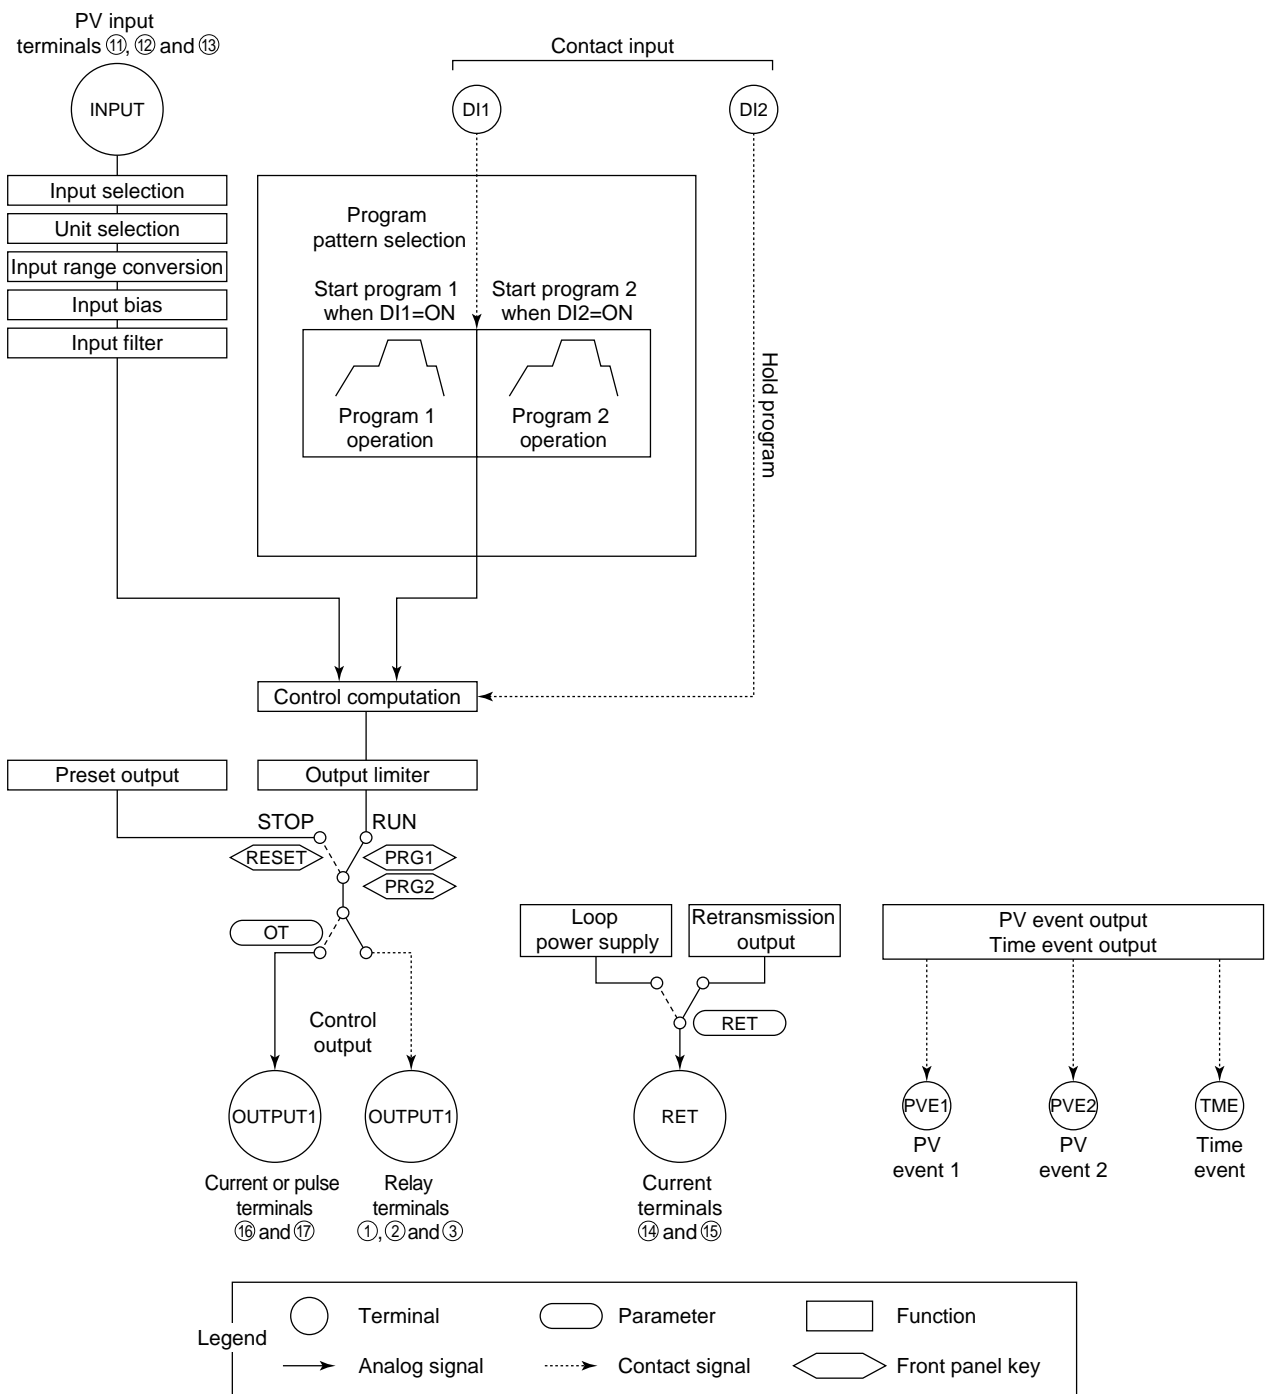 PV input
terminals ⑪, ⑫ and ⑬
INPUT
Contact input
DI1
DI2
Input selection
Unit selection
Input range conversion
Input bias
Input filter
Program
pattern selection
Start program 1
when DI1=ON
Start program 2
when DI2=ON
Program 1
operation
Program 2
operation
Hold program
Control computation
Preset output
Output limiter
STOP
RUN
RESET
PRG1
PRG2
OT
Control
output
OUTPUT1
OUTPUT1
Current or pulse
terminals
⑯ and ⑰
Relay
terminals
①, ② and ③
Loop
power supply
Retransmission
output
RET
RET
Current
terminals
⑭ and ⑮
PV event output
Time event output
PVE1
PVE2
TME
PV
event 1
PV
event 2
Time
event
Legend
Terminal
Parameter
Function
Analog signal
Contact signal
Front panel key